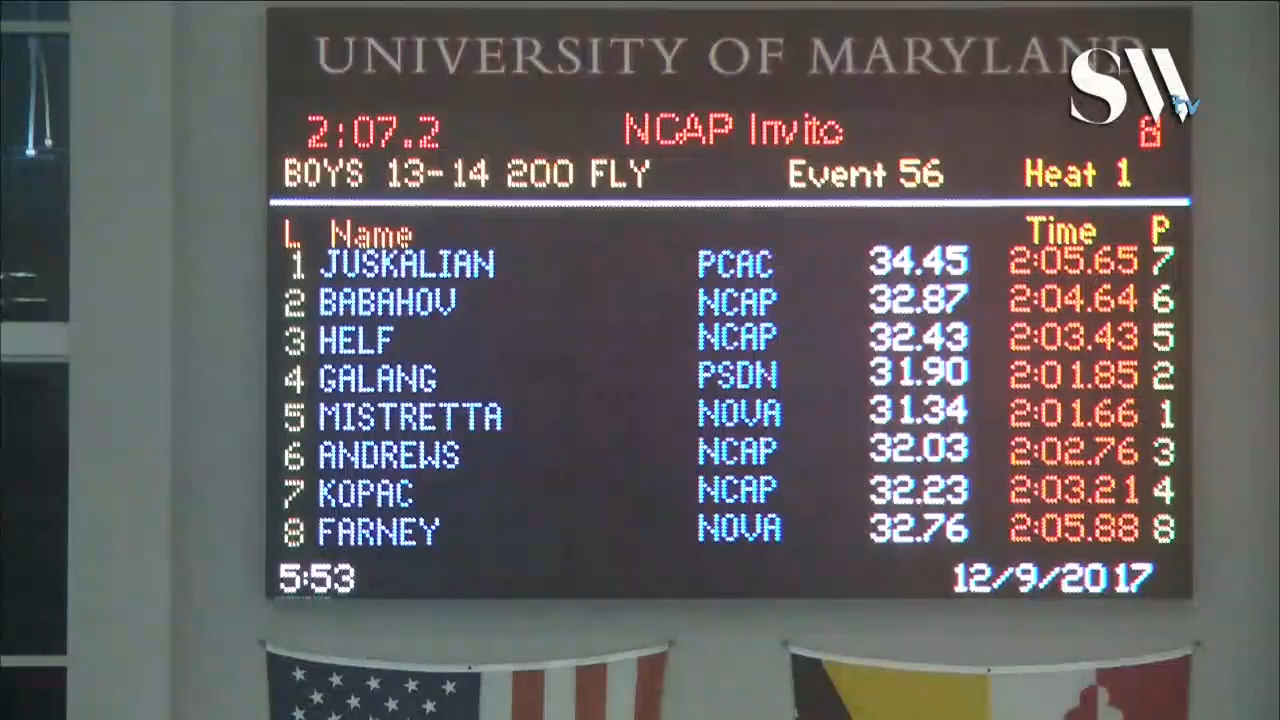 UNIVERSITY OF MARYLAND
SW tv
2:07.2 NCAP Invite 8
BOYS 13-14 200 FLY Event 56 Heat 1
L Name Time P
1 JUSKALIAN PCAC 34.45 2:05.65 7
2 BABAHOV NCAP 32.87 2:04.64 6
3 HELF NCAP 32.43 2:03.43 5
4 GALANG PSDN 31.90 2:01.85 2
5 MISTRETTA NOVA 31.34 2:01.66 1
6 ANDREWS NCAP 32.03 2:02.76 3
7 KOPAC NCAP 32.23 2:03.21 4
8 FARNEY NOVA 32.76 2:05.88 8
5:53 12/9/2017